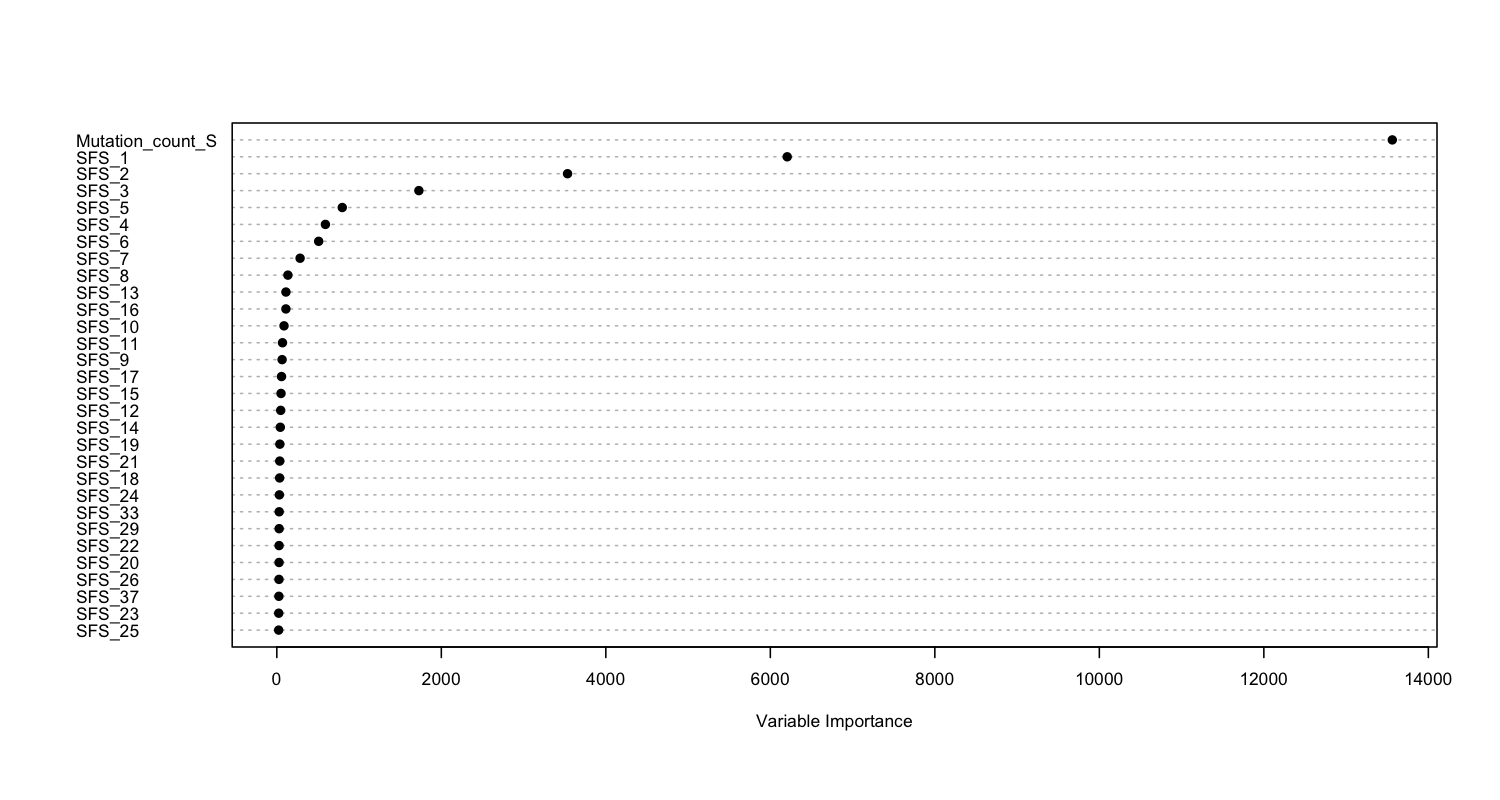 Mutation_count_S
SFS_1
SFS_2
SFS_3
SFS_5
SFS_4
SFS_6
SFS_7
SFS_8
SFS_13
SFS_16
SFS_10
SFS_11
SFS_9
SFS_17
SFS_15
SFS_12
SFS_14
SFS_19
SFS_21
SFS_18
SFS_24
SFS_33
SFS_29
SFS_22
SFS_20
SFS_26
SFS_37
SFS_23
SFS_25
0 2000 4000 6000 8000 10000 12000 14000
Variable Importance